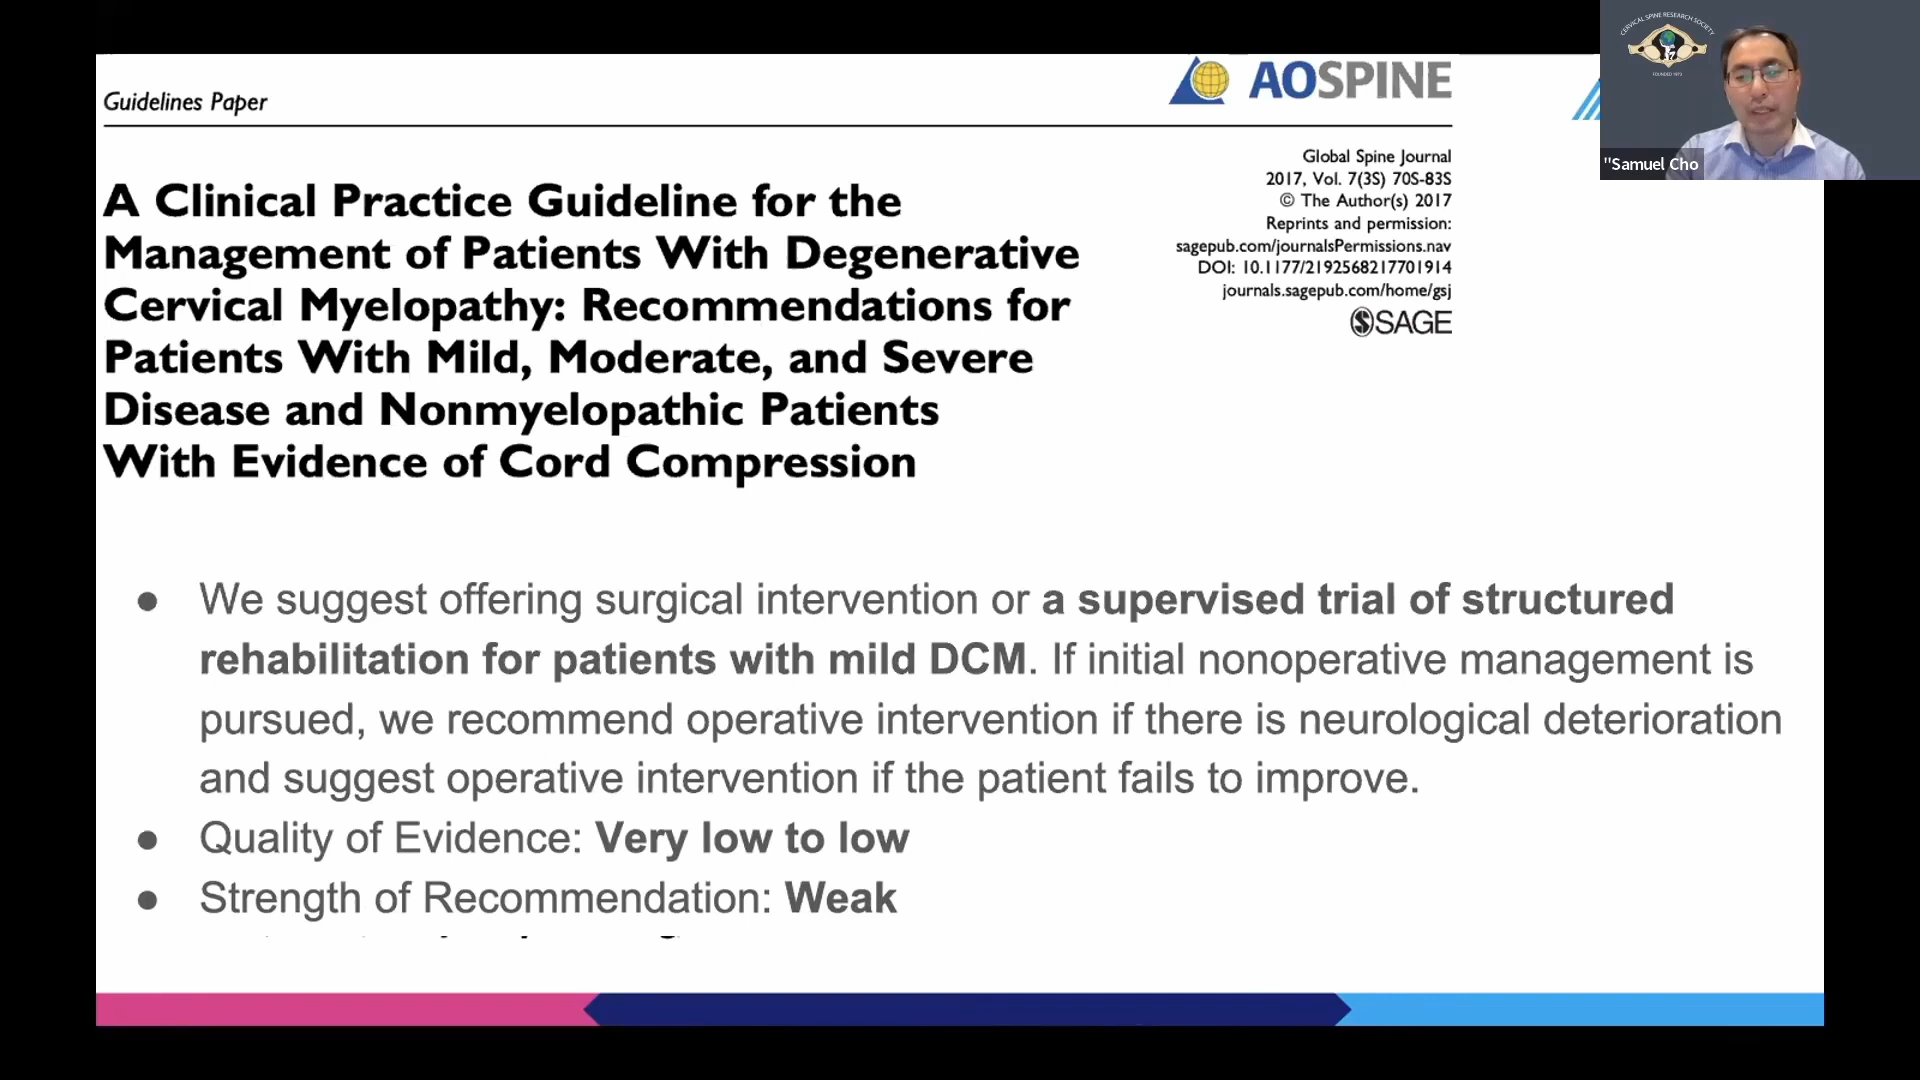 Guidelines Paper
AOSPINE
CERVICAL SPINE RESEARCH SOCIETY
FOUNDED 1973
"Samuel Cho
Global Spine Journal
2017, Vol. 7(3S) 70S-83S
© The Author(s) 2017
Reprints and permission:
sagepub.com/journalsPermissions.nav
DOI: 10.1177/2192568217701914
journals.sagepub.com/home/gsj
SAGE
A Clinical Practice Guideline for the
Management of Patients With Degenerative
Cervical Myelopathy: Recommendations for
Patients With Mild, Moderate, and Severe
Disease and Nonmyelopathic Patients
With Evidence of Cord Compression
● We suggest offering surgical intervention or a supervised trial of structured
rehabilitation for patients with mild DCM. If initial nonoperative management is
pursued, we recommend operative intervention if there is neurological deterioration
and suggest operative intervention if the patient fails to improve.
● Quality of Evidence: Very low to low
● Strength of Recommendation: Weak